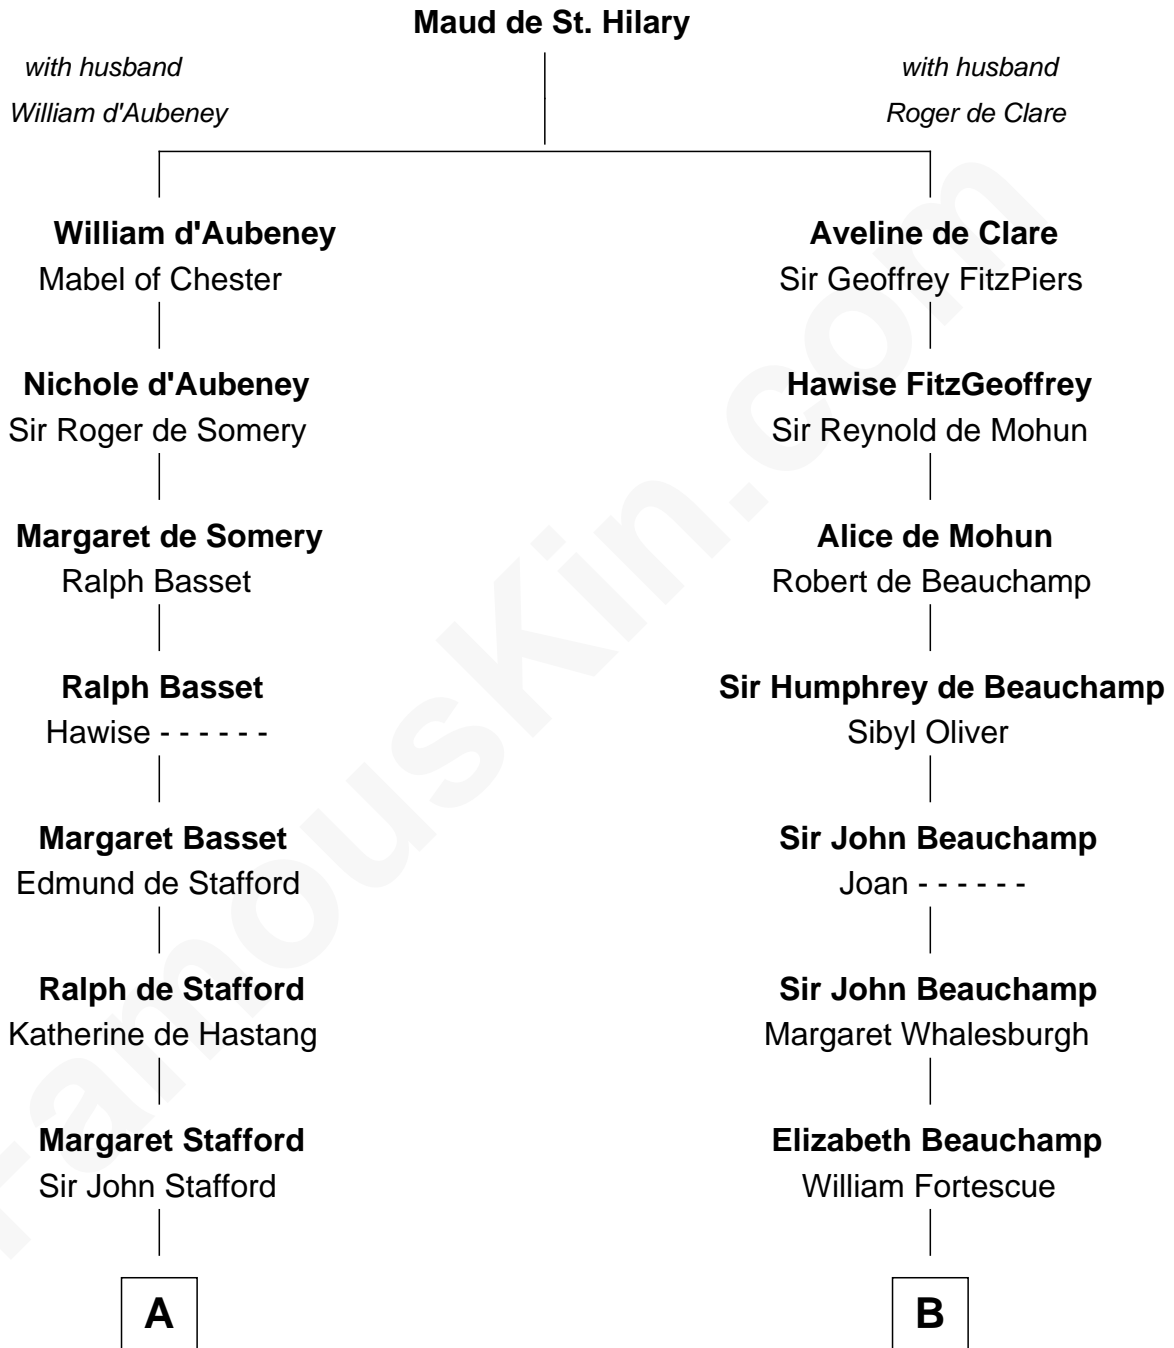 Maud de St. Hilary
with husband
William d'Aubeney
with husband
Roger de Clare
William d'Aubeney
Mabel of Chester
Aveline de Clare
Sir Geoffrey FitzPiers
Nichole d'Aubeney
Sir Roger de Somery
Hawise FitzGeoffrey
Sir Reynold de Mohun
Margaret de Somery
Ralph Basset
Alice de Mohun
Robert de Beauchamp
Ralph Basset
Hawise - - - - - -
Sir Humphrey de Beauchamp
Sibyl Oliver
Margaret Basset
Edmund de Stafford
Sir John Beauchamp
Joan - - - - - -
Ralph de Stafford
Katherine de Hastang
Sir John Beauchamp
Margaret Whalesburgh
Margaret Stafford
Sir John Stafford
Elizabeth Beauchamp
William Fortescue
A
B
FamousKin.com